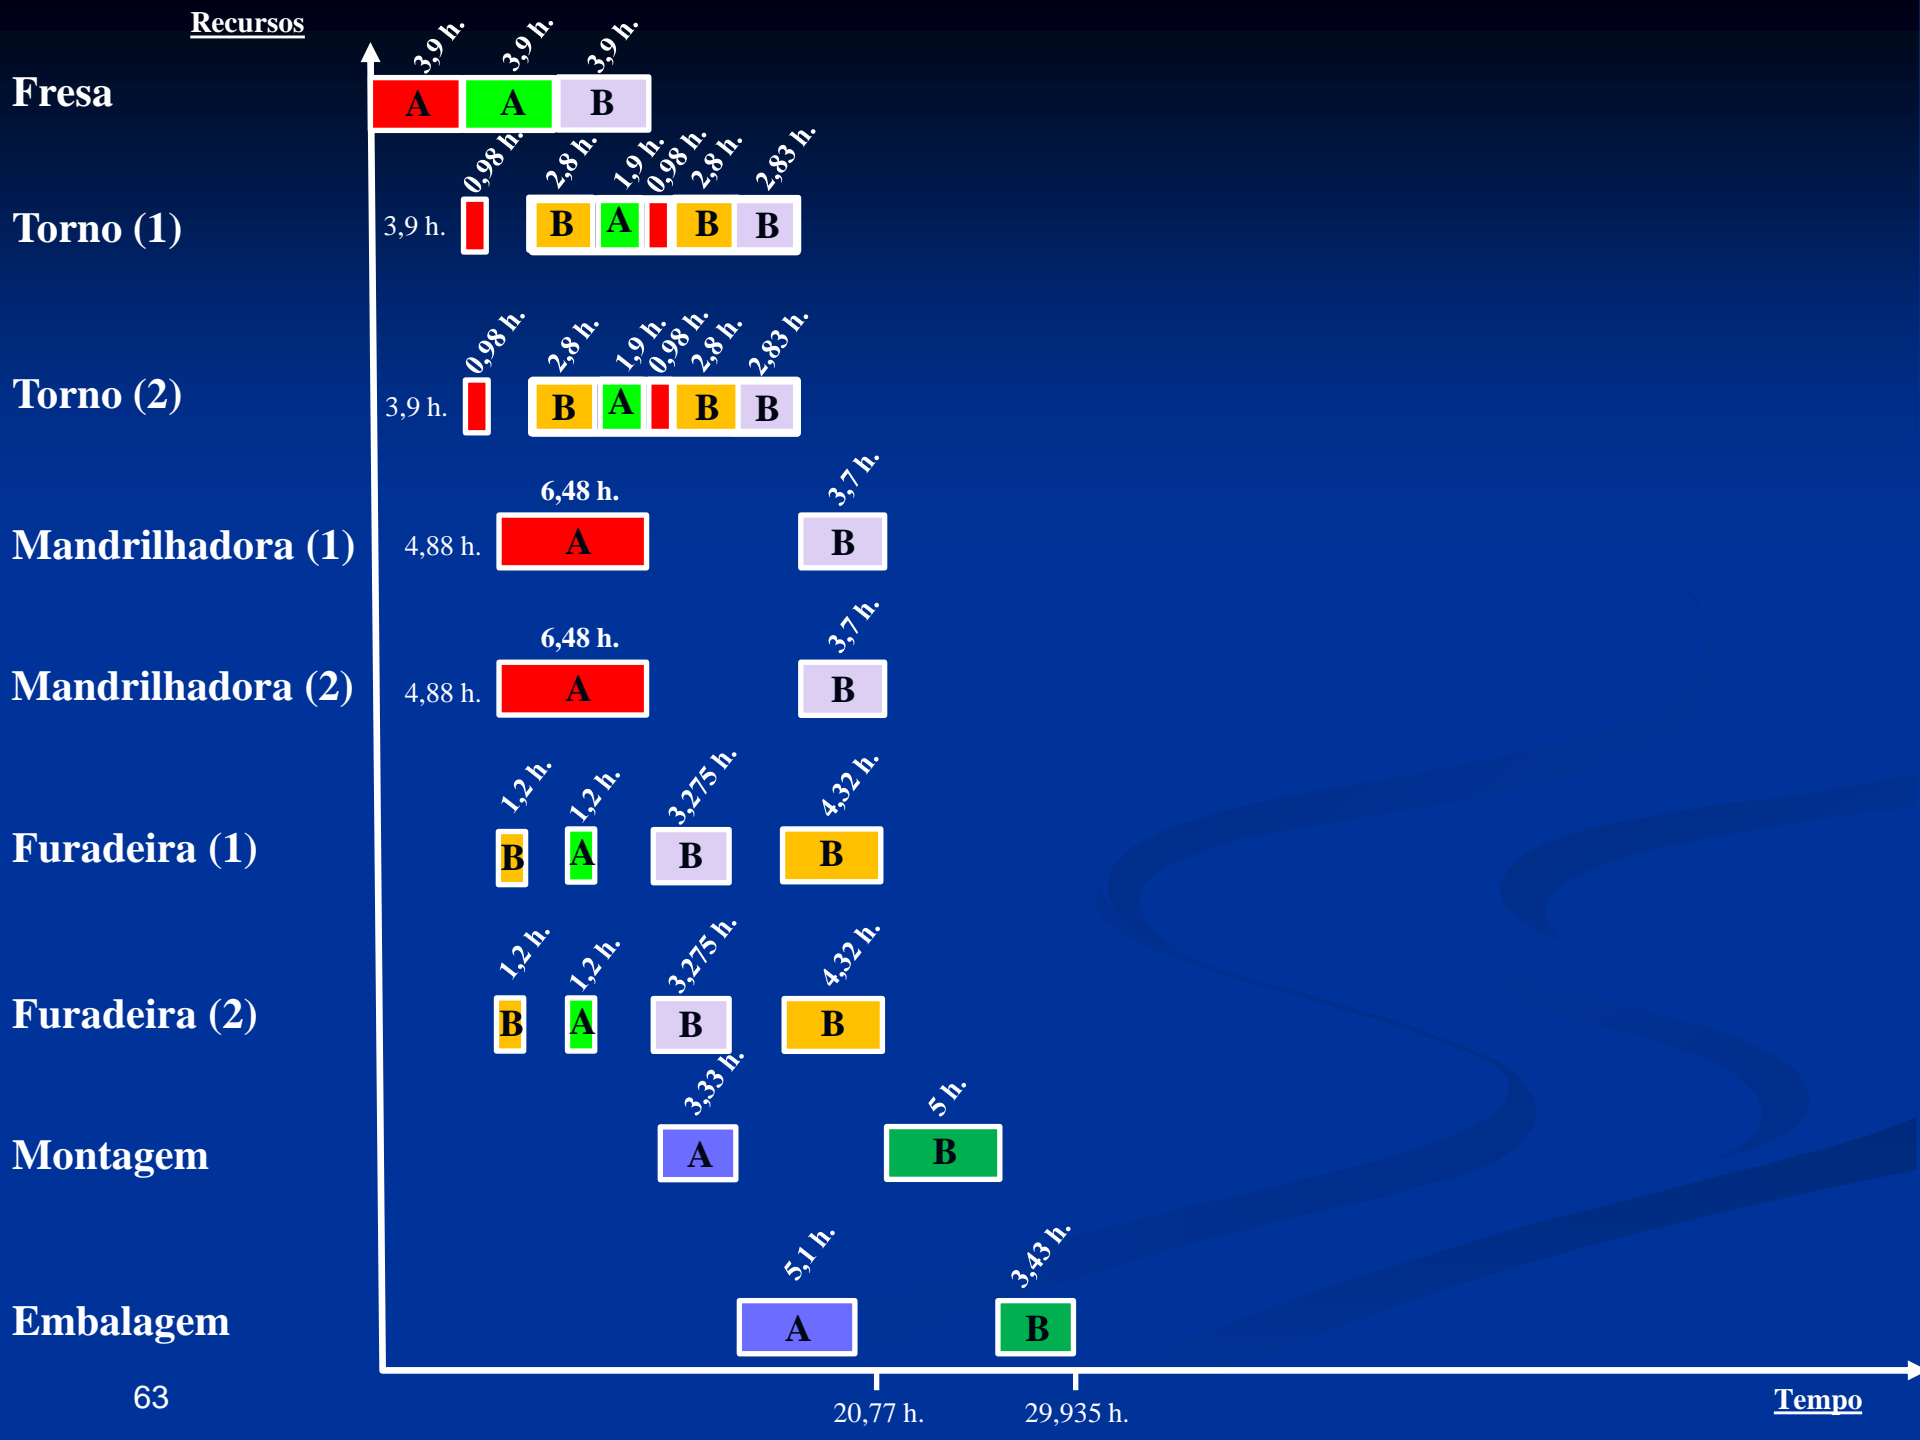 Recursos
3,9 h.
3,9 h.
3,9 h.
Fresa
A
A
B
0,98 h.
2,8 h.
1,9 h.
0,98 h.
2,8 h.
2,83 h.
Torno (1)
3,9 h.
B
A
B
B
0,98 h.
2,8 h.
1,9 h.
0,98 h.
2,8 h.
2,83 h.
Torno (2)
3,9 h.
B
A
B
B
6,48 h.
3,7 h.
Mandrilhadora (1)
4,88 h.
A
B
6,48 h.
3,7 h.
Mandrilhadora (2)
4,88 h.
A
B
1,2 h.
1,2 h.
3,275 h.
4,32 h.
Furadeira (1)
B
A
B
B
1,2 h.
1,2 h.
3,275 h.
4,32 h.
Furadeira (2)
B
A
B
B
3,33 h.
5 h.
Montagem
A
B
5,1 h.
3,43 h.
Embalagem
A
B
63
20,77 h.
29,935 h.
Tempo